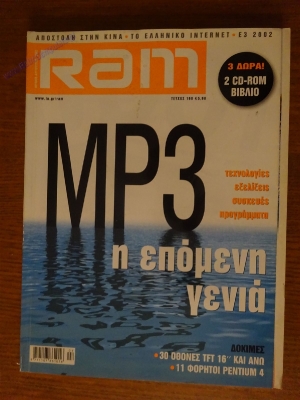 ΑΠΟΣΤΟΛΗ ΣΤΗΝ ΚΙΝΑ • ΤΟ ΕΛΛΗΝΙΚΟ INTERNET • E3 2002
Ram
3 ΔΩΡΑ!
2 CD-ROM
ΒΙΒΛΙΟ
MP3
τεχνολογίες
εξελίξεις
συσκευές
προγράμματα
η επόμενη
γενιά
ΔΟΚΙΜΕΣ
• 30 ΟΘΟΝΕΣ TFT 16" ΚΑΙ ΑΝΩ
• 11 ΦΟΡΗΤΟΙ PENTIUM 4